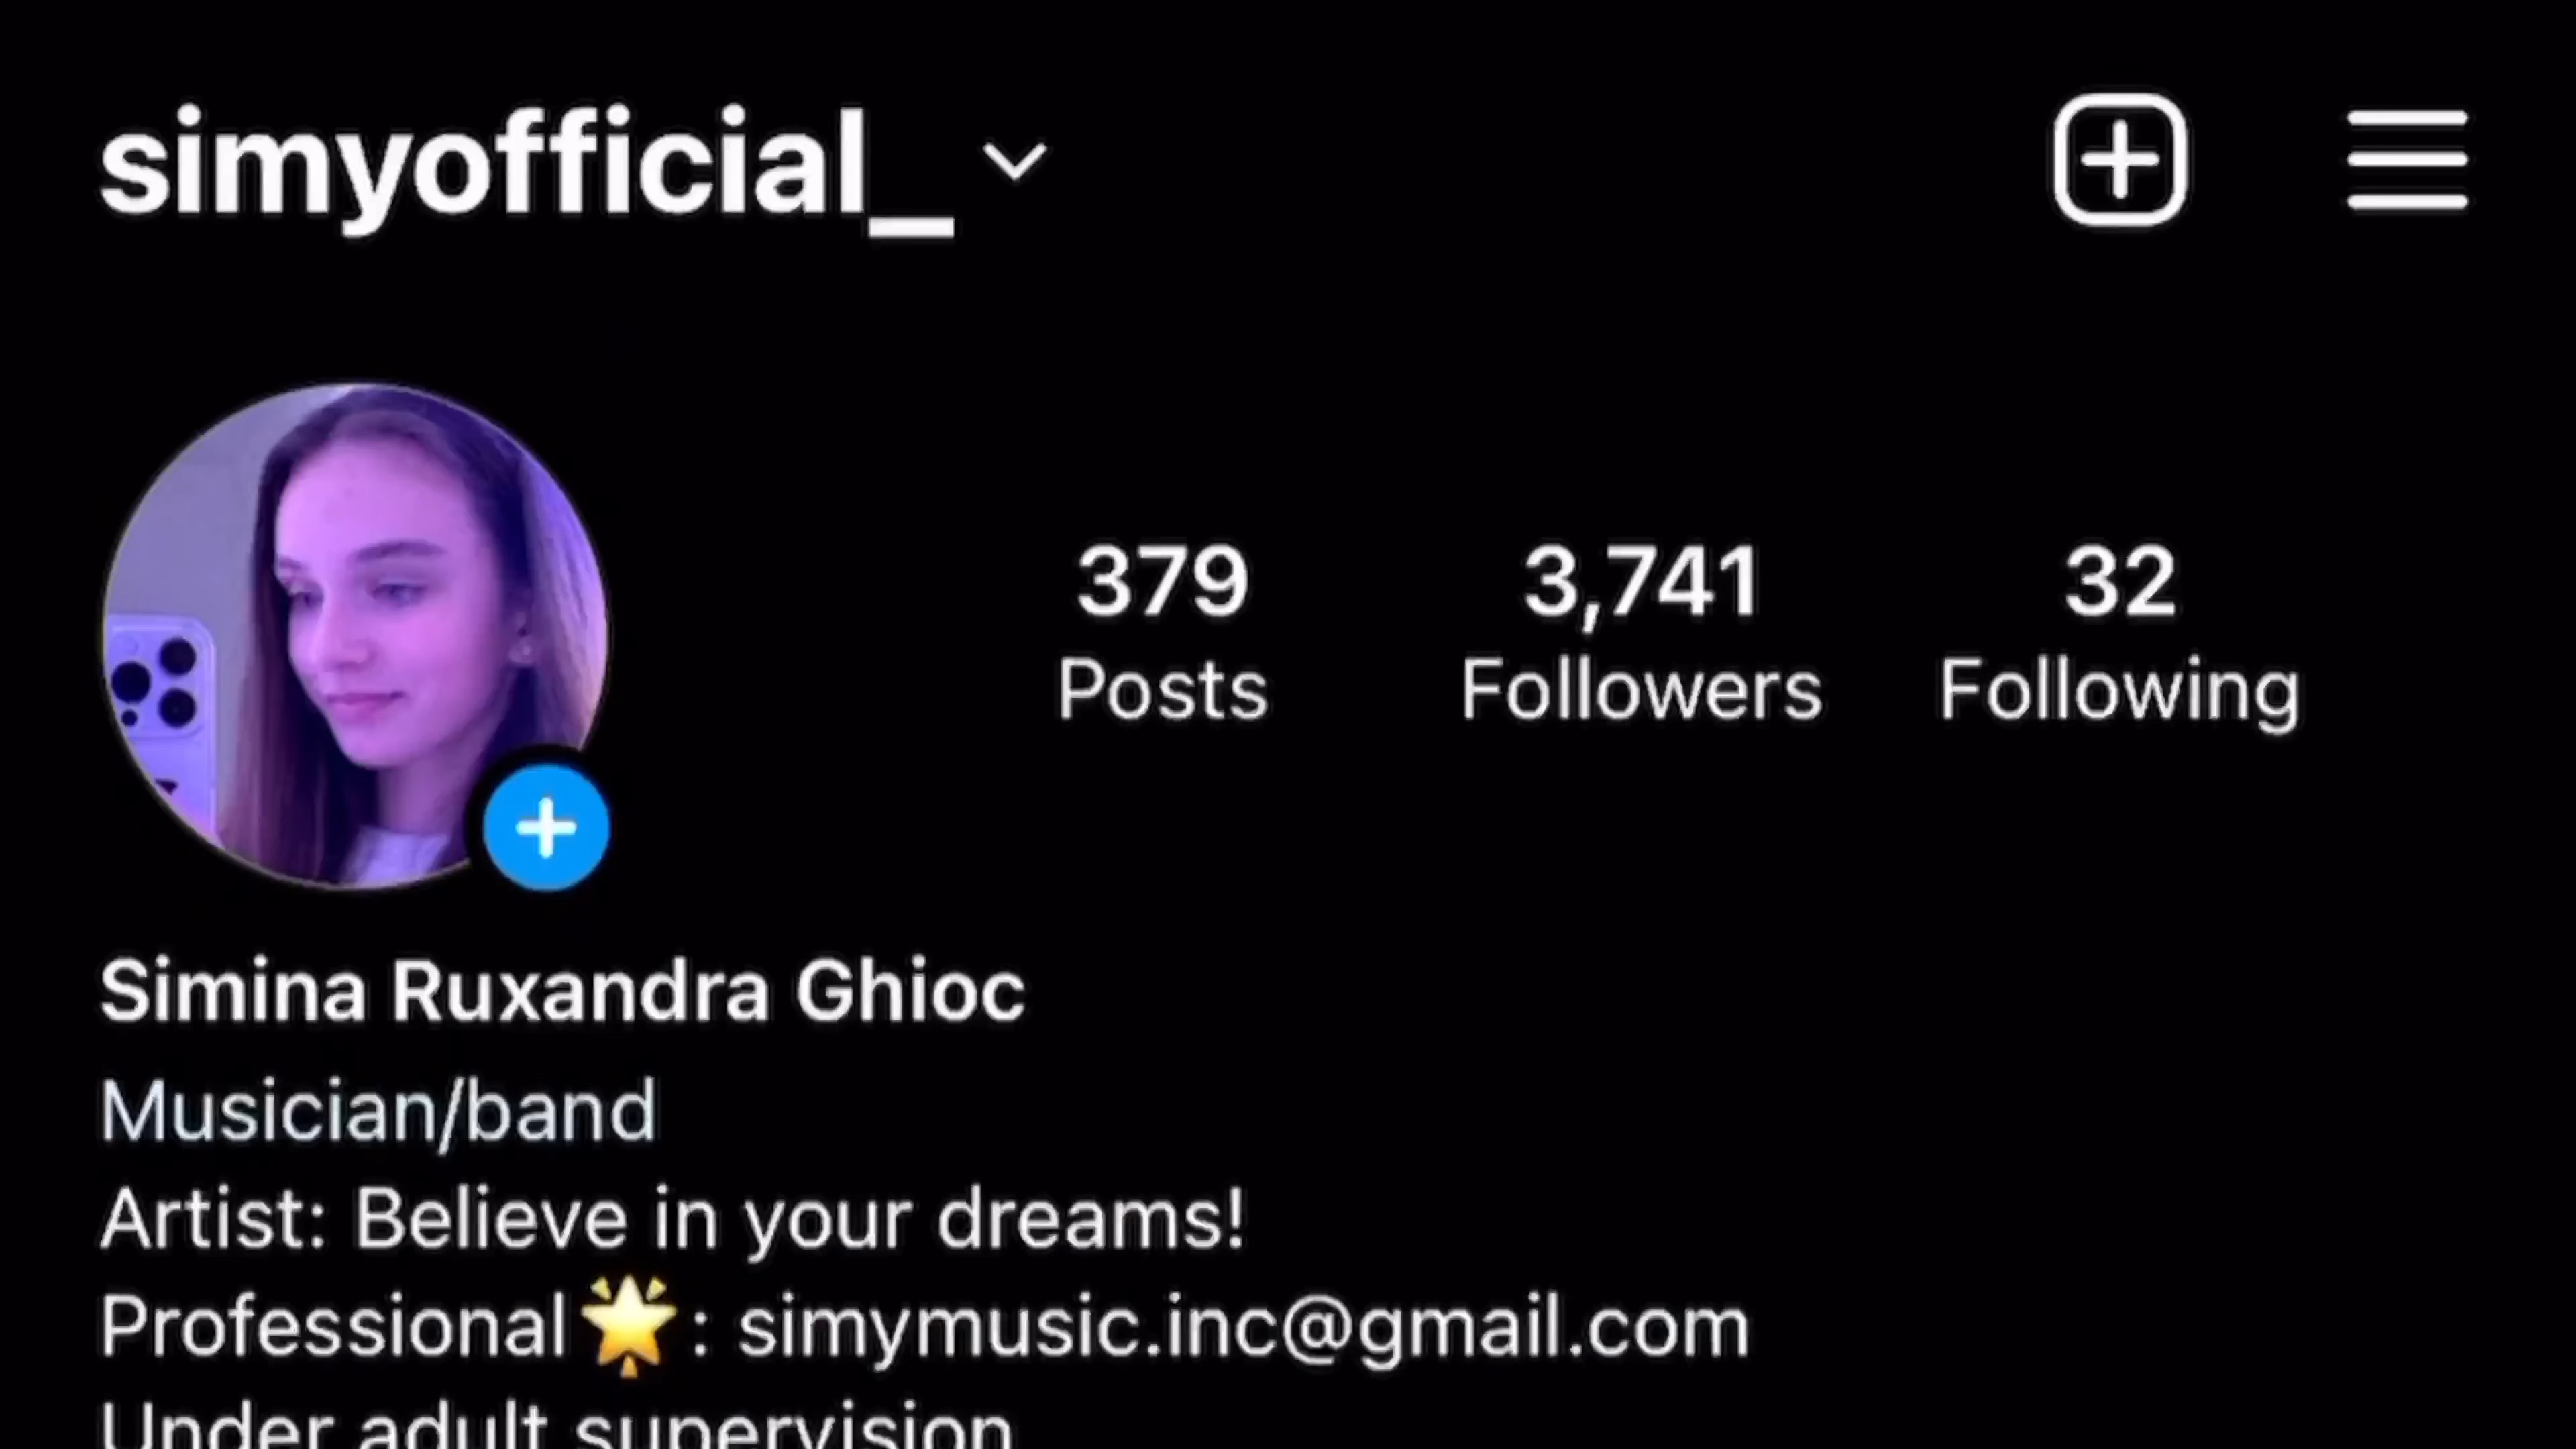 simyofficial_
379 3,741 32
Posts Followers Following
Simina Ruxandra Ghioc
Musician/band
Artist: Believe in your dreams!
Professional🌟: simymusic.inc@gmail.com
Under adult supervision